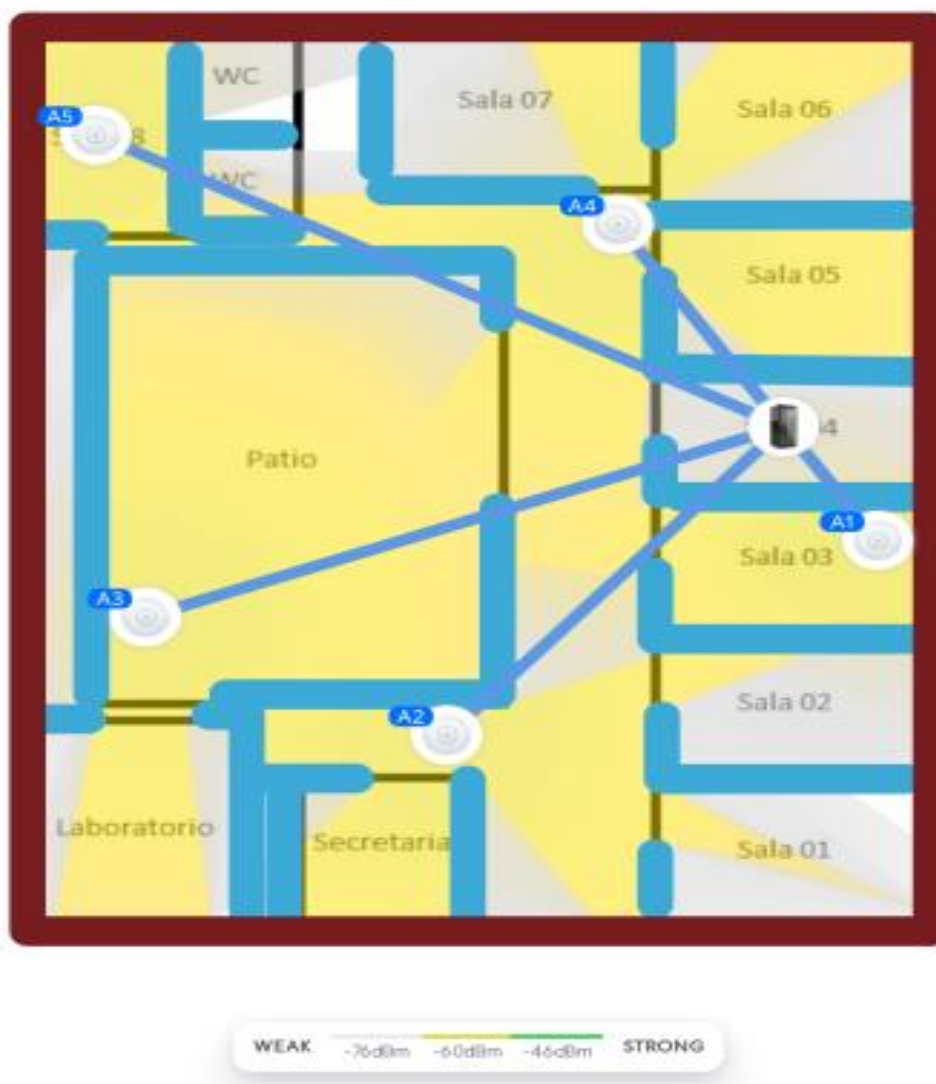 WC
Sala 07
Sala 06
A5
8
WC
A4
Sala 05
4
Patio
A1
Sala 03
A3
Sala 02
A2
Laboratorio
Secretaria
Sala 01
WEAK
-76dBm
-60dBm
-46dBm
STRONG